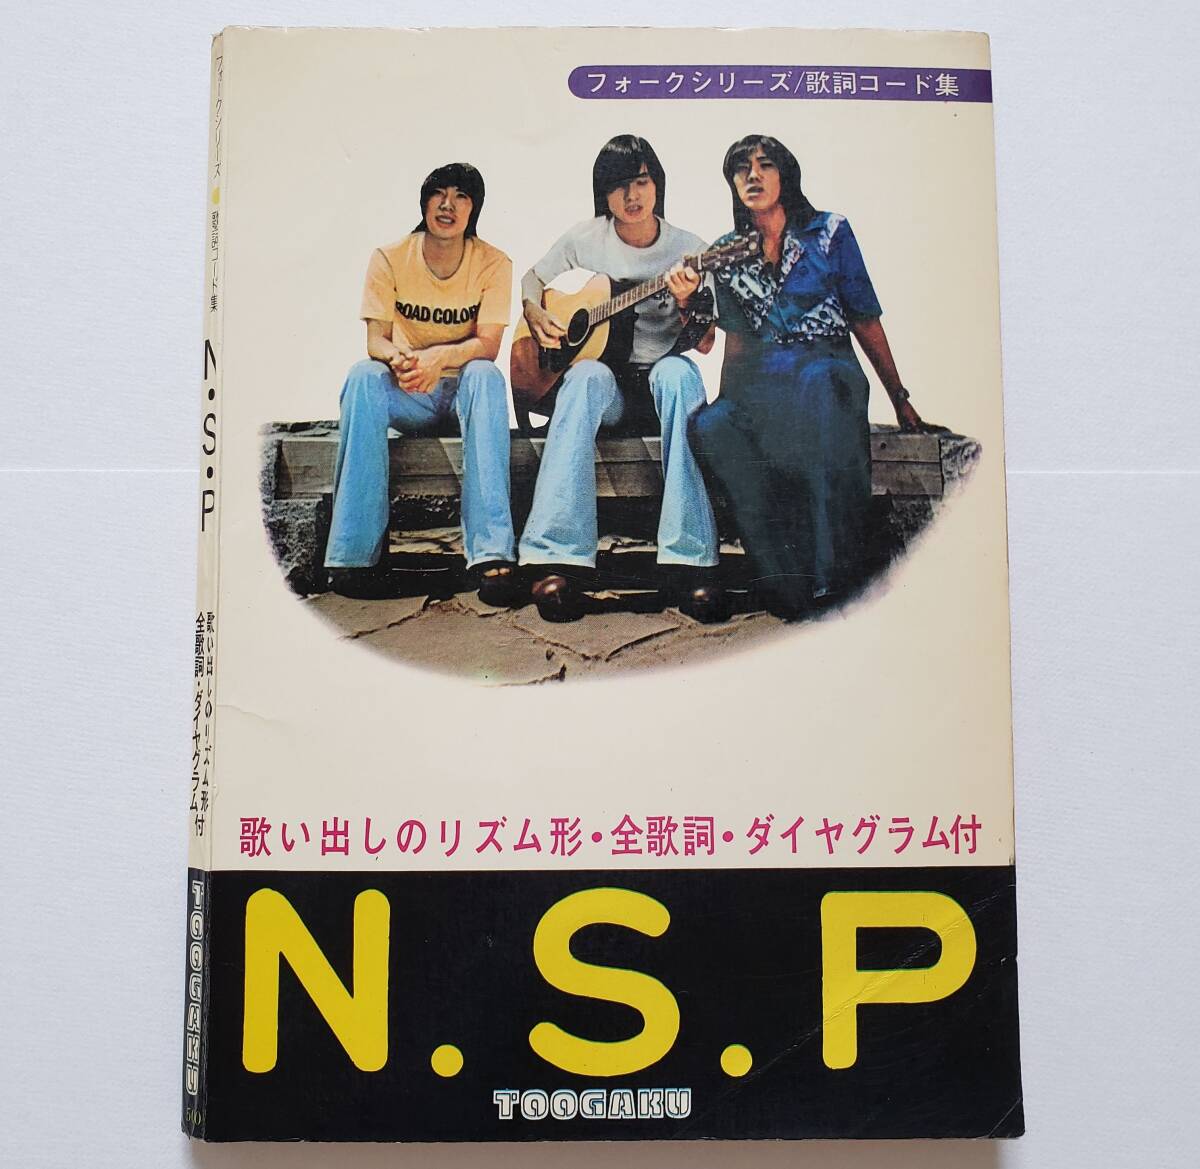 フォークシリーズ/歌詞コード集
ROAD COLOR
歌い出しのリズム形・全歌詞・ダイヤグラム付
N.S.P
TOOGAKU
フォークシリーズ●歌詞コード集
N・S・P
歌い出しのリズム形付
全歌詞・ダイヤグラム付
TOOGAKU
500